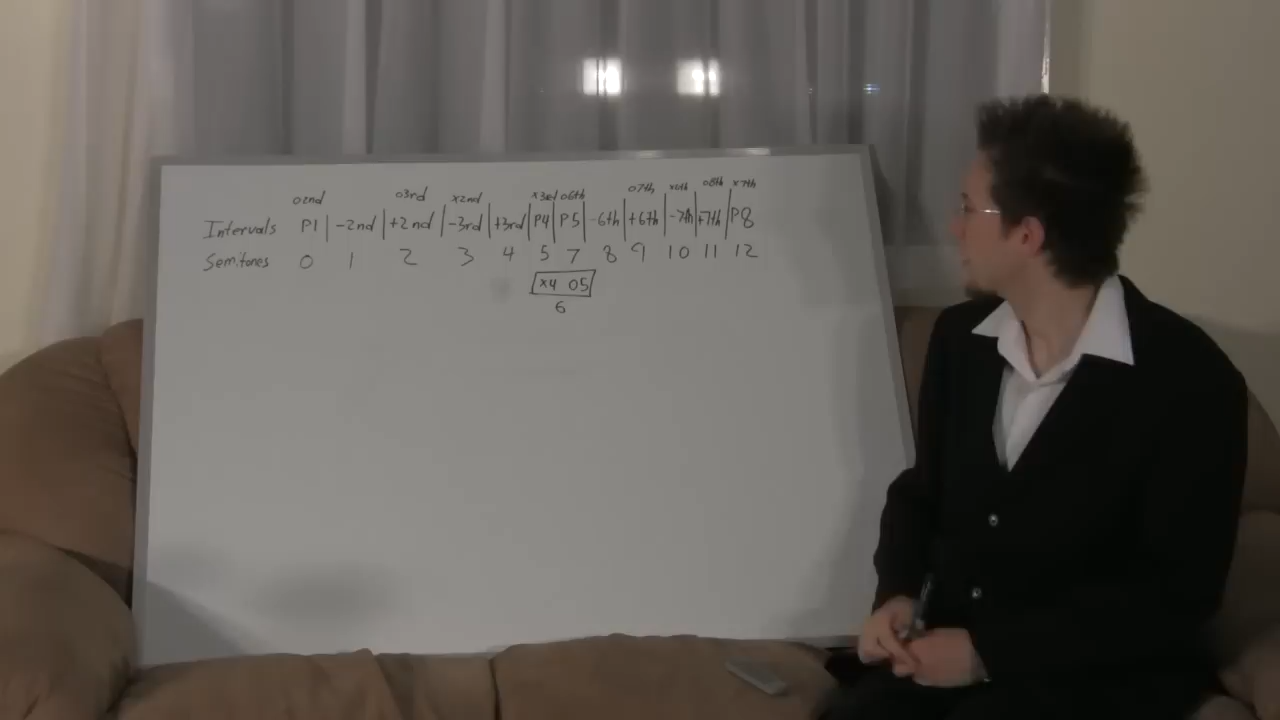 o2nd o3rd x2nd x3rd o6th o7th x6th o8th x7th
Intervals P1 | -2nd | +2nd | -3rd | +3rd | P4 | P5 | -6th | +6th | -7th | +7th | P8
Semitones 0 1 2 3 4 5 7 8 9 10 11 12
x4 o5
6